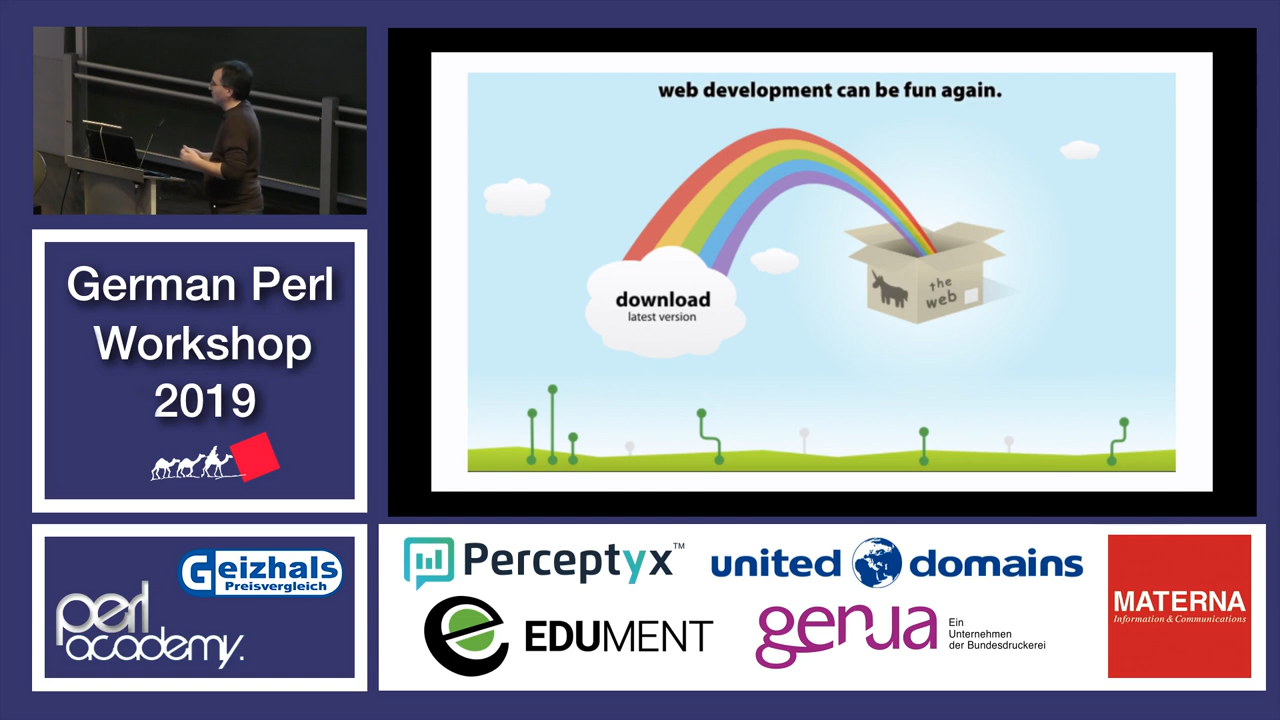 web development can be fun again.
download
latest version
the
web
German Perl
Workshop
2019
Geizhals
Preisvergleich
perl
academy.
Perceptyx™
united domains
EDUMENT
genua
Ein
Unternehmen
der Bundesdruckerei
MATERNA
Information & Communications